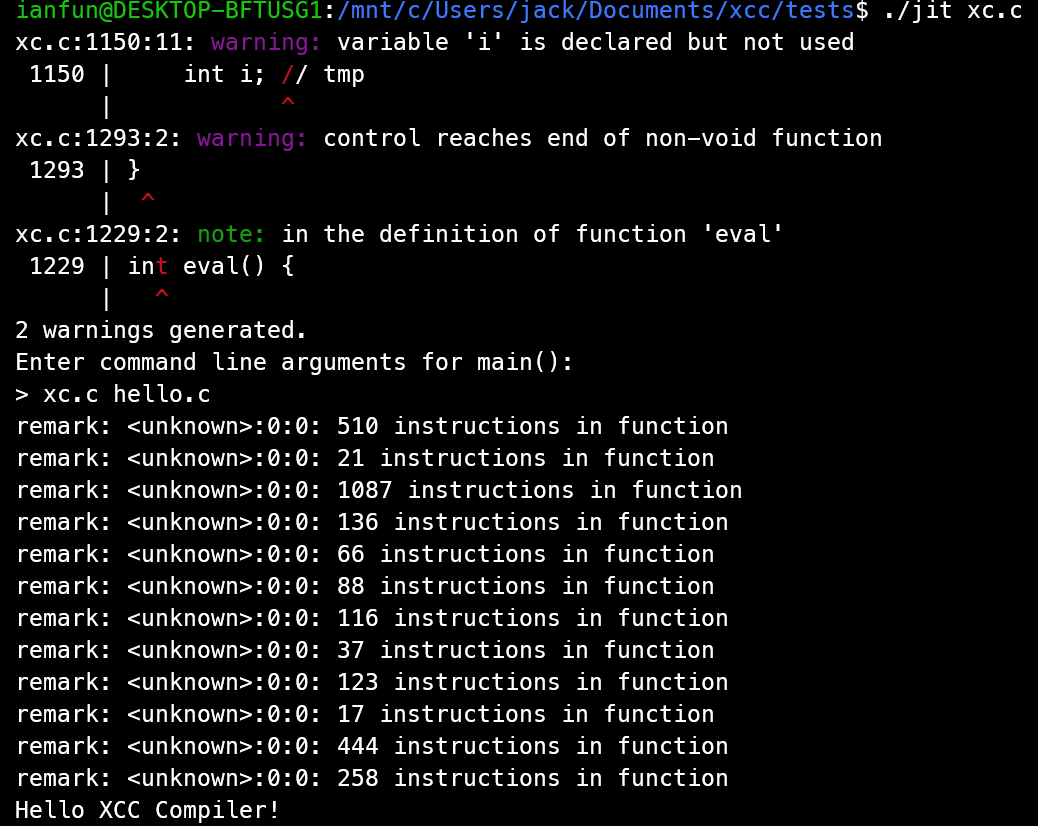 ianfun@DESKTOP-BFTUSG1:/mnt/c/Users/jack/Documents/xcc/tests$ ./jit xc.c
xc.c:1150:11: warning: variable 'i' is declared but not used
 1150 |     int i; // tmp
      |            ^
xc.c:1293:2: warning: control reaches end of non-void function
 1293 | }
      |  ^
xc.c:1229:2: note: in the definition of function 'eval'
 1229 | int eval() {
      |   ^
2 warnings generated.
Enter command line arguments for main():
> xc.c hello.c
remark: <unknown>:0:0: 510 instructions in function
remark: <unknown>:0:0: 21 instructions in function
remark: <unknown>:0:0: 1087 instructions in function
remark: <unknown>:0:0: 136 instructions in function
remark: <unknown>:0:0: 66 instructions in function
remark: <unknown>:0:0: 88 instructions in function
remark: <unknown>:0:0: 116 instructions in function
remark: <unknown>:0:0: 37 instructions in function
remark: <unknown>:0:0: 123 instructions in function
remark: <unknown>:0:0: 17 instructions in function
remark: <unknown>:0:0: 444 instructions in function
remark: <unknown>:0:0: 258 instructions in function
Hello XCC Compiler!